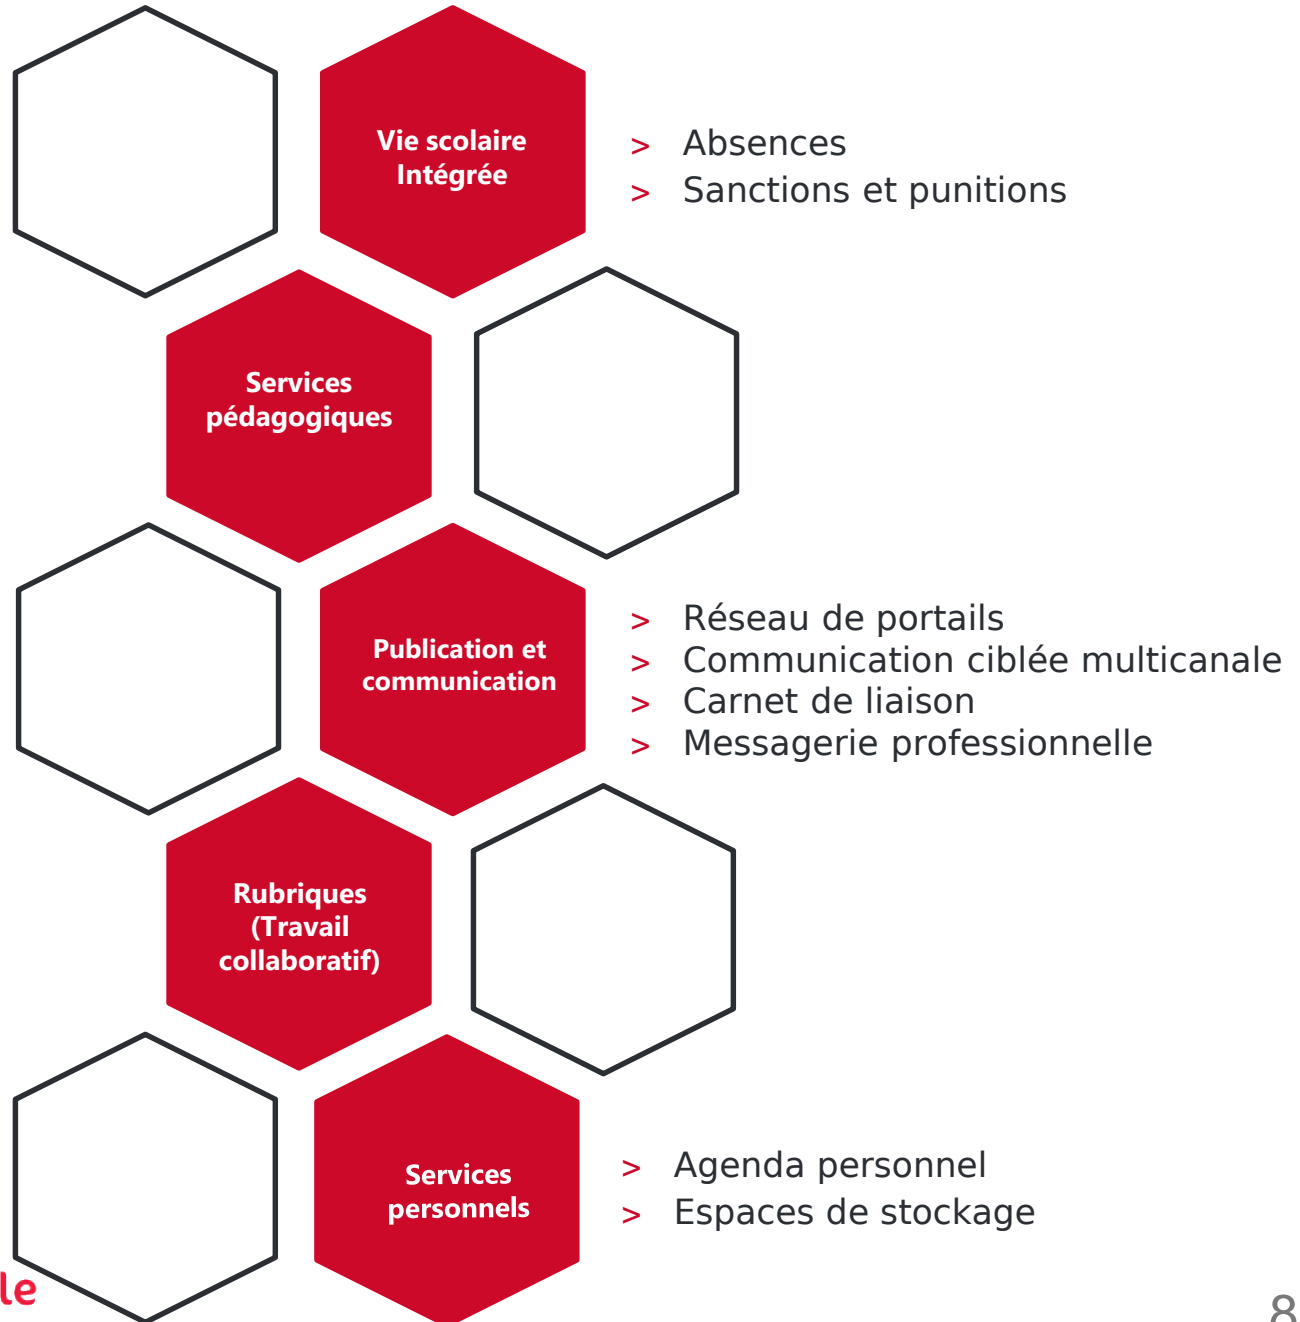 Vie scolaire
Intégrée
> Absences
> Sanctions et punitions
Services
pédagogiques
Publication et
communication
> Réseau de portails
> Communication ciblée multicanale
> Carnet de liaison
> Messagerie professionnelle
Rubriques
(Travail
collaboratif)
Services
personnels
> Agenda personnel
> Espaces de stockage
le
8